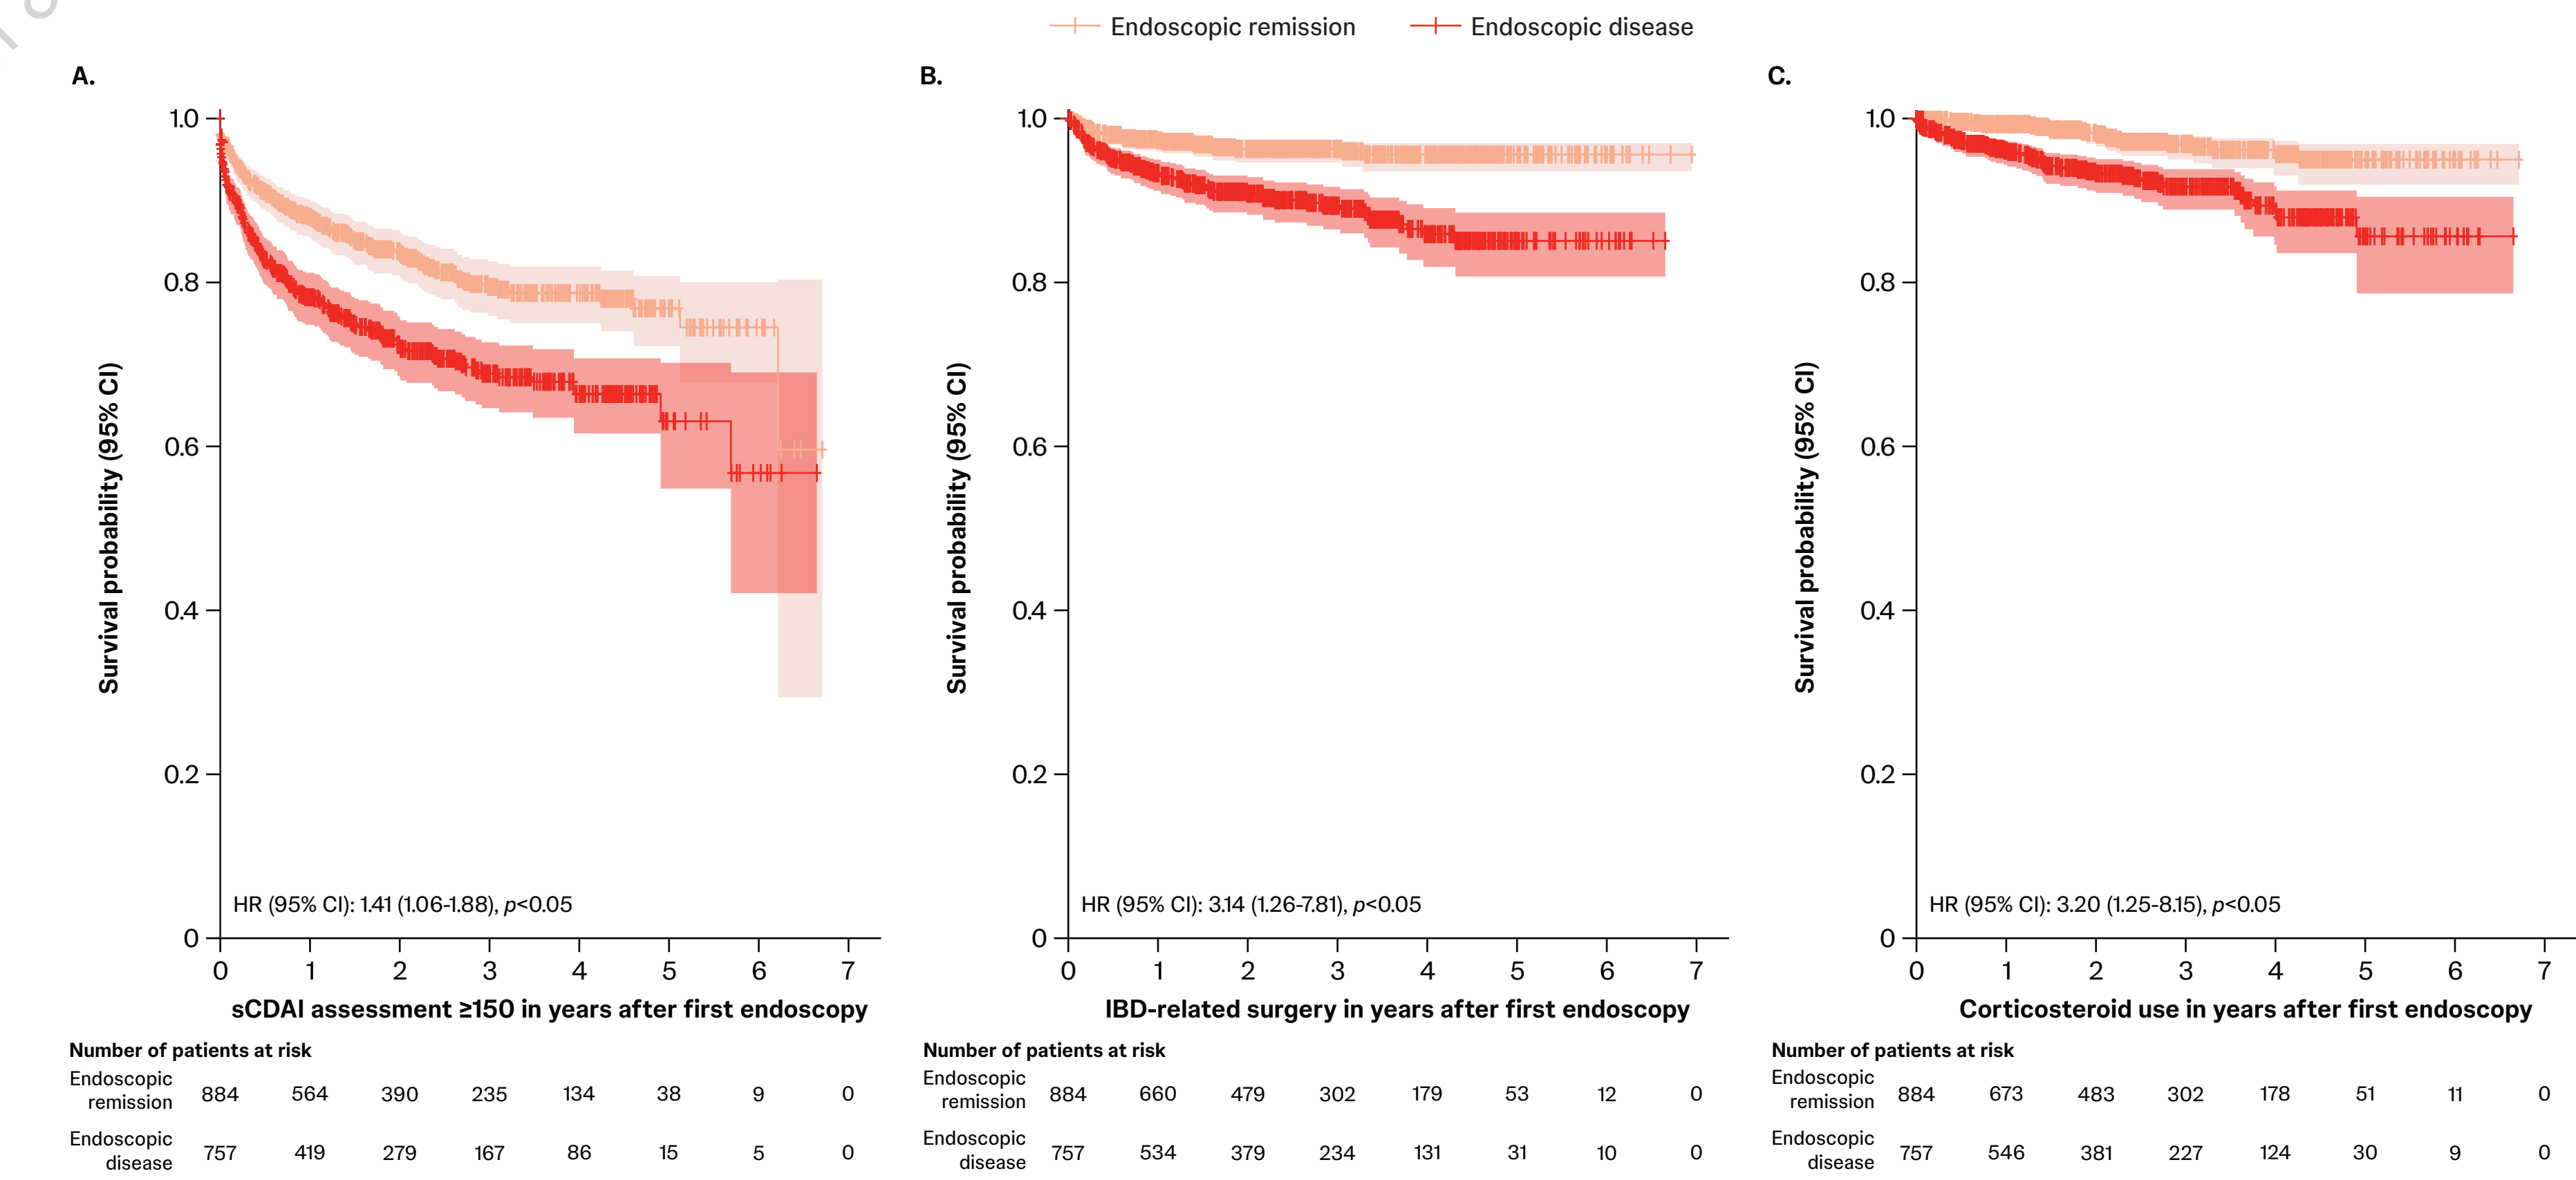 Endoscopic remission Endoscopic disease
A. B. C.
Survival probability (95% CI)
1.0
0.8
0.6
0.4
0.2
0
HR (95% CI): 1.41 (1.06-1.88), p<0.05
0 1 2 3 4 5 6 7
sCDAI assessment ≥150 in years after first endoscopy
Number of patients at risk
Endoscopic
remission 884 564 390 235 134 38 9 0
Endoscopic
disease 757 419 279 167 86 15 5 0
Survival probability (95% CI)
1.0
0.8
0.6
0.4
0.2
0
HR (95% CI): 3.14 (1.26-7.81), p<0.05
0 1 2 3 4 5 6 7
IBD-related surgery in years after first endoscopy
Number of patients at risk
Endoscopic
remission 884 660 479 302 179 53 12 0
Endoscopic
disease 757 534 379 234 131 31 10 0
Survival probability (95% CI)
1.0
0.8
0.6
0.4
0.2
0
HR (95% CI): 3.20 (1.25-8.15), p<0.05
0 1 2 3 4 5 6 7
Corticosteroid use in years after first endoscopy
Number of patients at risk
Endoscopic
remission 884 673 483 302 178 51 11 0
Endoscopic
disease 757 546 381 227 124 30 9 0